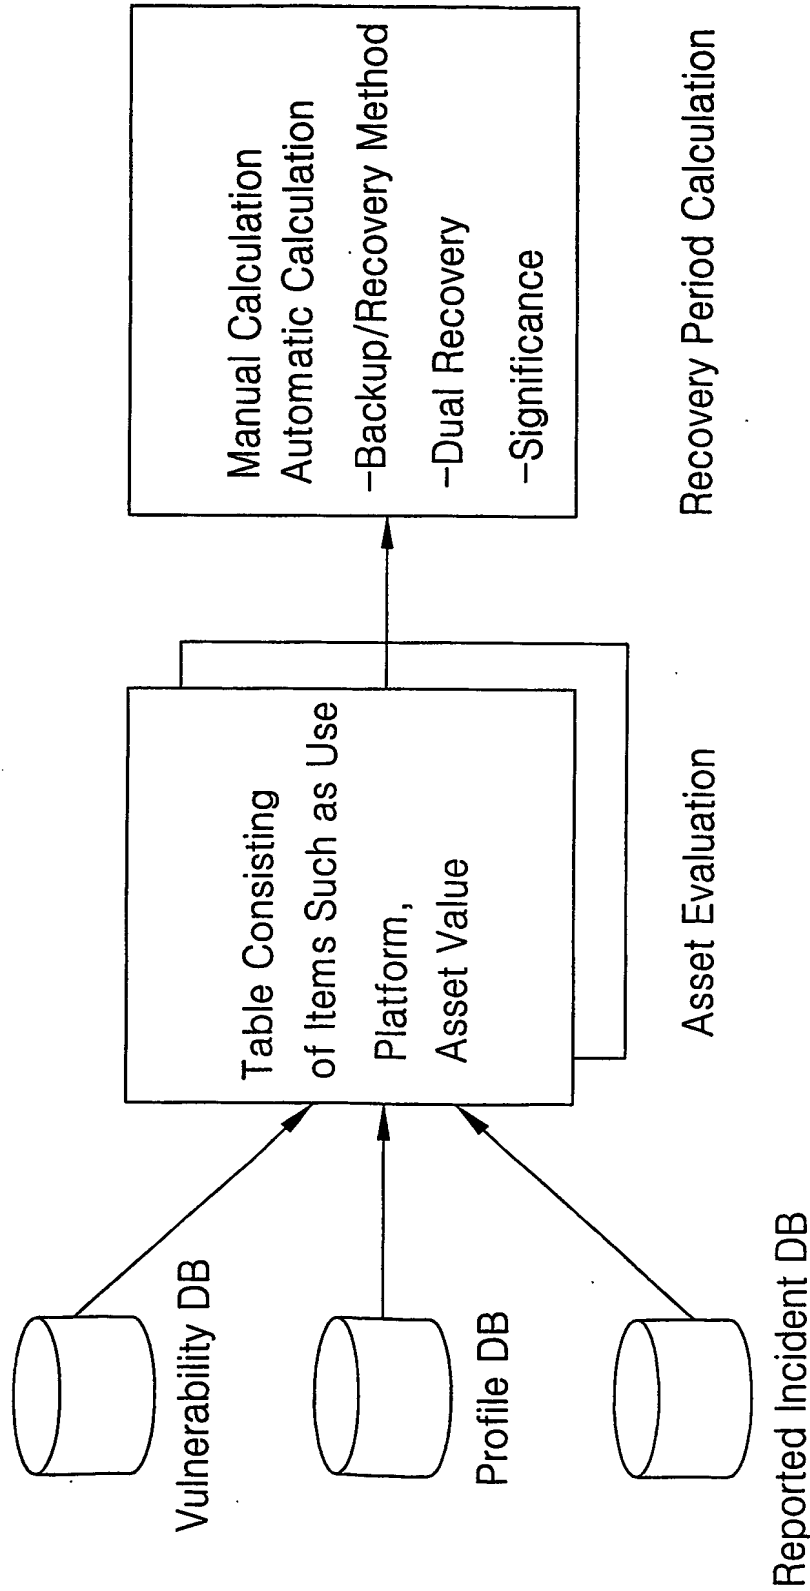 Vulnerability DB
Profile DB
Reported Incident DB
Table Consisting
of Items Such as Use
Platform,
Asset Value
Asset Evaluation
Manual Calculation
Automatic Calculation
–Backup/Recovery Method
–Dual Recovery
–Significance
Recovery Period Calculation